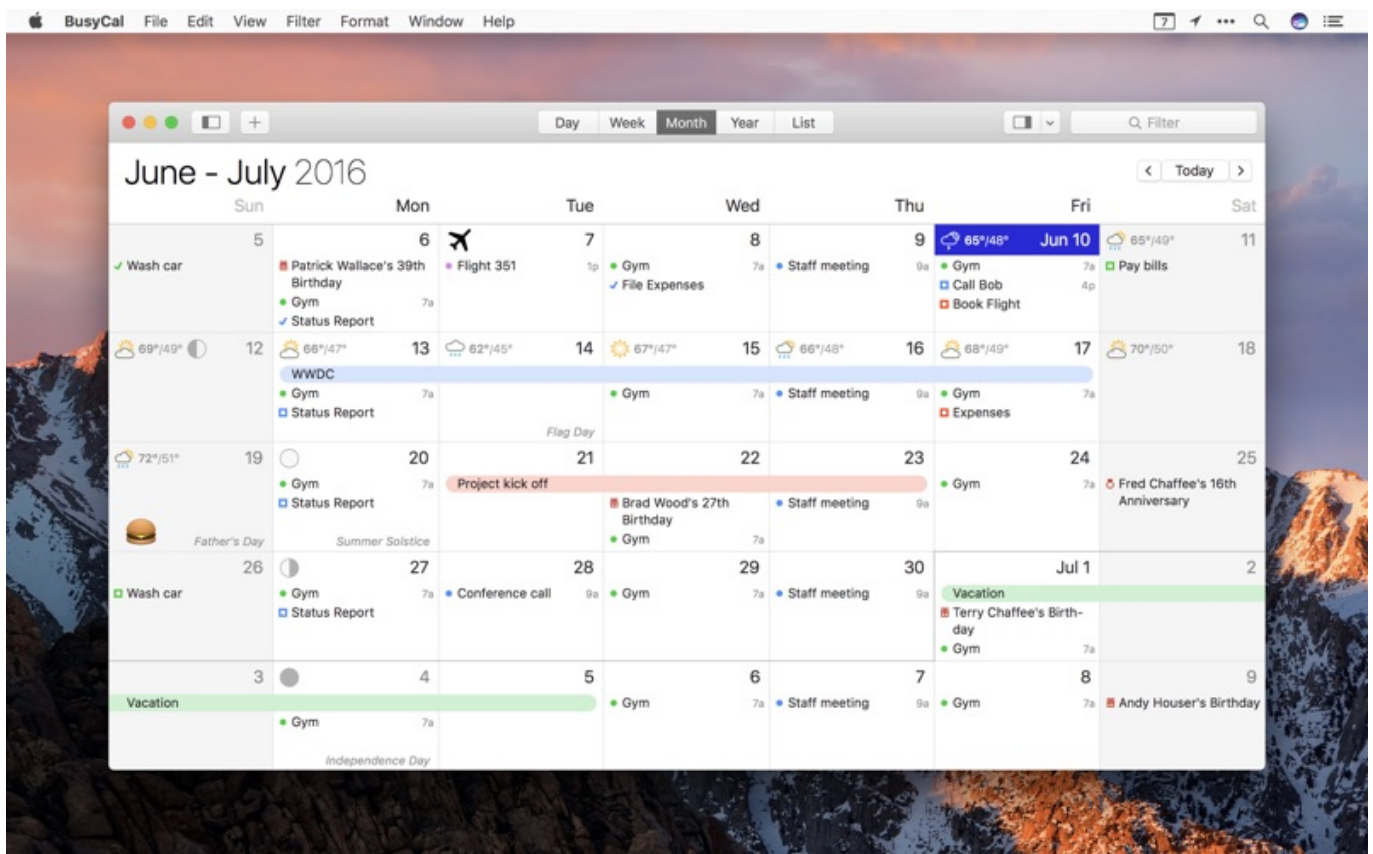 BusyCal File Edit View Filter Format Window Help 7
Day Week Month Year List Filter
June - July 2016 Today
Sun Mon Tue Wed Thu Fri Sat
5 6 7 8 9 65°/48° Jun 10 65°/49° 11
Wash car Patrick Wallace's 39th Flight 351 1p Gym 7a Staff meeting 9a Gym 7a Pay bills
Birthday File Expenses Call Bob 4p
Gym 7a Book Flight
Status Report
69°/49° 12 66°/47° 13 62°/45° 14 67°/47° 15 66°/48° 16 68°/49° 17 70°/50° 18
WWDC
Gym 7a Gym 7a Staff meeting 9a Gym 7a
Status Report Expenses
Flag Day
72°/51° 19 20 21 22 23 24 25
Gym 7a Project kick off Gym 7a Fred Chaffee's 16th
Status Report Brad Wood's 27th Staff meeting 9a Anniversary
Birthday
Father's Day Summer Solstice Gym 7a
26 27 28 29 30 Jul 1 2
Wash car Gym 7a Conference call 9a Gym 7a Staff meeting 9a Vacation
Status Report Terry Chaffee's Birth-
day
Gym 7a
3 4 5 6 7 8 9
Vacation Gym 7a Staff meeting 9a Gym 7a Andy Houser's Birthday
Gym 7a
Independence Day